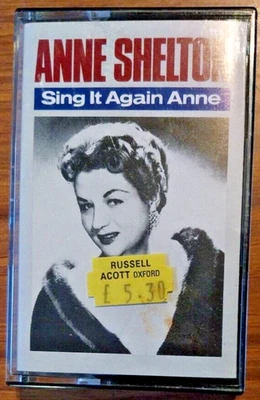 ANNE SHELTON
Sing It Again Anne
RUSSELL
ACOTT OXFORD
£ 5.30